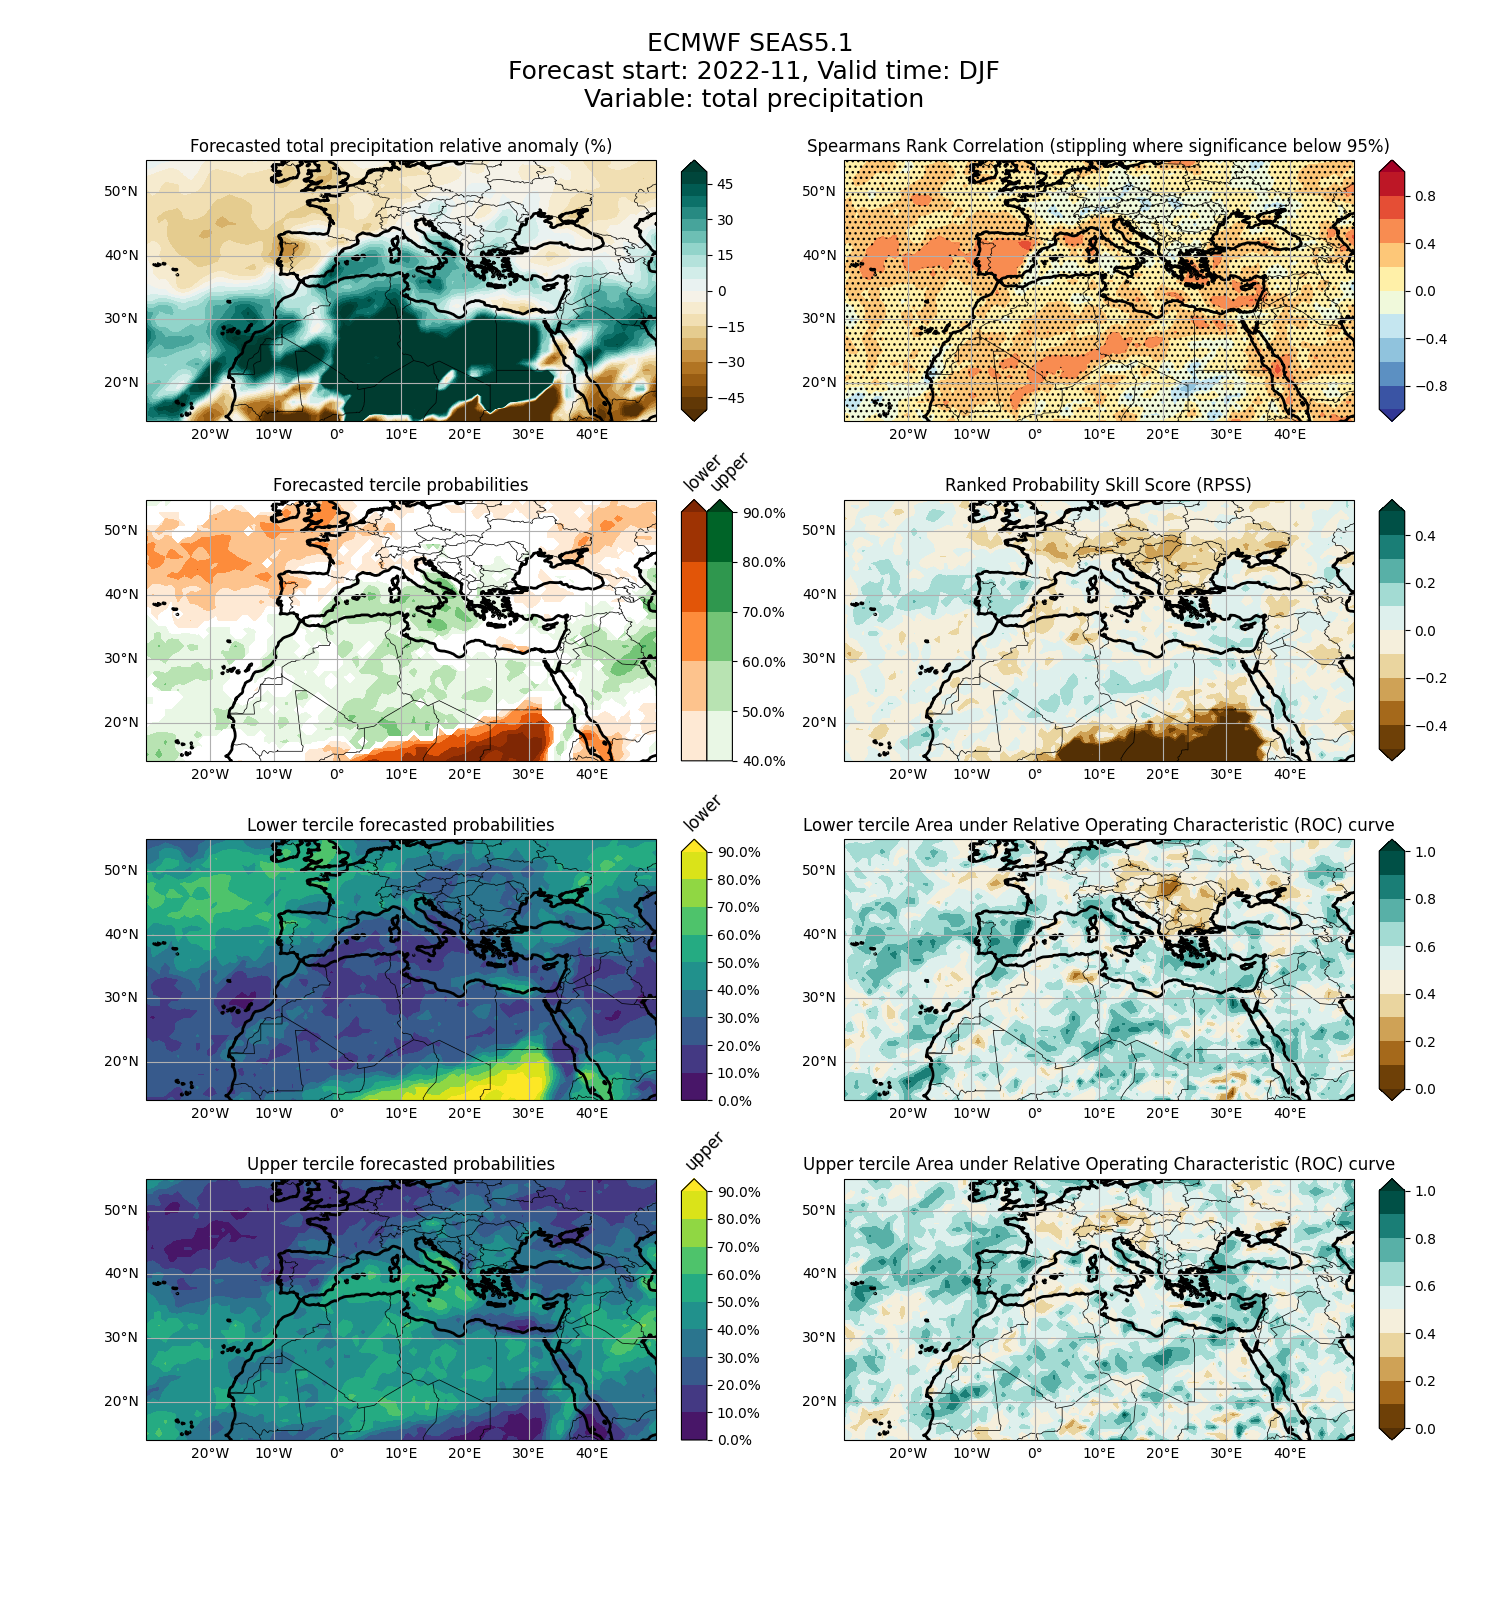 ECMWF SEAS5.1
Forecast start: 2022-11, Valid time: DJF
Variable: total precipitation
Forecasted total precipitation relative anomaly (%)
50°N
40°N
30°N
20°N
20°W 10°W 0° 10°E 20°E 30°E 40°E
45
30
15
0
−15
−30
−45
Spearmans Rank Correlation (stippling where significance below 95%)
50°N
40°N
30°N
20°N
20°W 10°W 0° 10°E 20°E 30°E 40°E
0.8
0.4
0.0
−0.4
−0.8
Forecasted tercile probabilities
50°N
40°N
30°N
20°N
20°W 10°W 0° 10°E 20°E 30°E 40°E
lower
upper
90.0%
80.0%
70.0%
60.0%
50.0%
40.0%
Ranked Probability Skill Score (RPSS)
50°N
40°N
30°N
20°N
20°W 10°W 0° 10°E 20°E 30°E 40°E
0.4
0.2
0.0
−0.2
−0.4
Lower tercile forecasted probabilities
50°N
40°N
30°N
20°N
20°W 10°W 0° 10°E 20°E 30°E 40°E
lower
90.0%
80.0%
70.0%
60.0%
50.0%
40.0%
30.0%
20.0%
10.0%
0.0%
Lower tercile Area under Relative Operating Characteristic (ROC) curve
50°N
40°N
30°N
20°N
20°W 10°W 0° 10°E 20°E 30°E 40°E
1.0
0.8
0.6
0.4
0.2
0.0
Upper tercile forecasted probabilities
50°N
40°N
30°N
20°N
20°W 10°W 0° 10°E 20°E 30°E 40°E
upper
90.0%
80.0%
70.0%
60.0%
50.0%
40.0%
30.0%
20.0%
10.0%
0.0%
Upper tercile Area under Relative Operating Characteristic (ROC) curve
50°N
40°N
30°N
20°N
20°W 10°W 0° 10°E 20°E 30°E 40°E
1.0
0.8
0.6
0.4
0.2
0.0